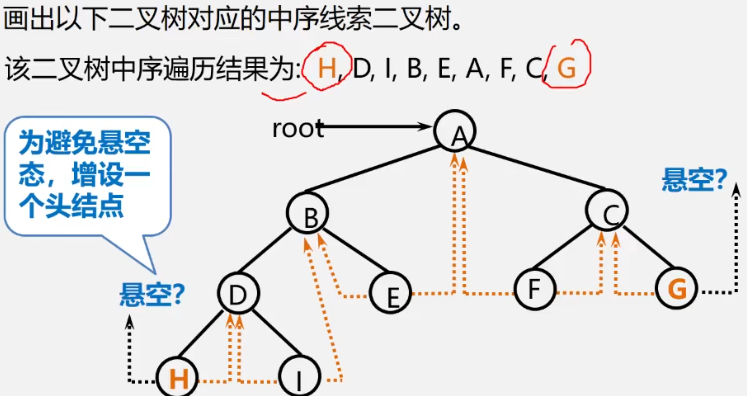 画出以下二叉树对应的中序线索二叉树。
该二叉树中序遍历结果为: H, D, I, B, E, A, F, C, G
root
A
为避免悬空
态，增设一
个头结点
悬空?
B
C
悬空?
D
E
F
G
H
I